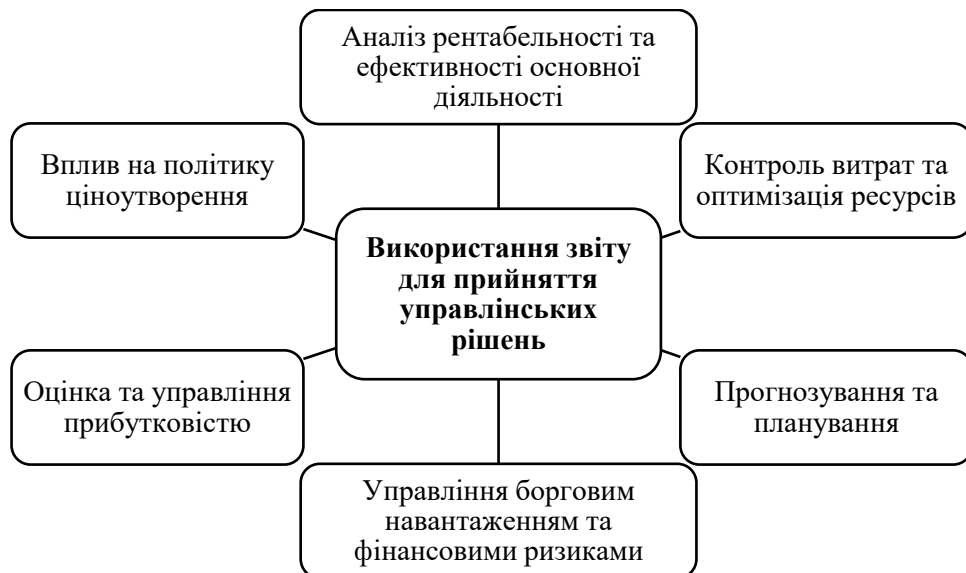 Аналіз рентабельності та
ефективності основної
діяльності
Вплив на політику
ціноутворення
Контроль витрат та
оптимізація ресурсів
Використання звіту
для прийняття
управлінських
рішень
Оцінка та управління
прибутковістю
Прогнозування та
планування
Управління борговим
навантаженням та
фінансовими ризиками